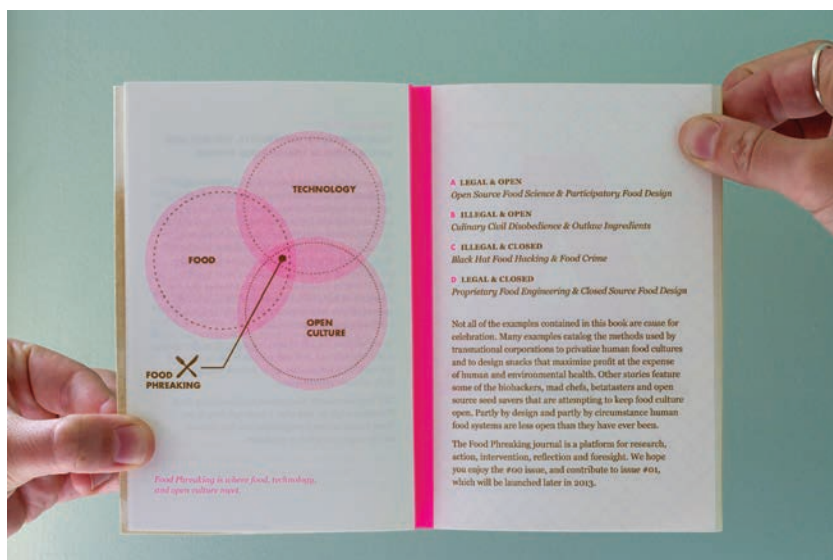 TECHNOLOGY
FOOD
OPEN
CULTURE
FOOD
PHREAKING
Food Phreaking is where food, technology,
and open culture meet.
A LEGAL & OPEN
Open Source Food Science & Participatory Food Design
B ILLEGAL & OPEN
Culinary Civil Disobedience & Outlaw Ingredients
C ILLEGAL & CLOSED
Black Hat Food Hacking & Food Crime
D LEGAL & CLOSED
Proprietary Food Engineering & Closed Source Food Design
Not all of the examples contained in this book are cause for
celebration. Many examples catalog the methods used by
transnational corporations to privatize human food cultures
and to design snacks that maximize profit at the expense
of human and environmental health. Other stories feature
some of the biohackers, mad chefs, betatasters and open
source seed savers that are attempting to keep food culture
open. Partly by design and partly by circumstance human
food systems are less open than they have ever been.
The Food Phreaking journal is a platform for research,
action, intervention, reflection and foresight. We hope
you enjoy the #00 issue, and contribute to issue #01,
which will be launched later in 2013.